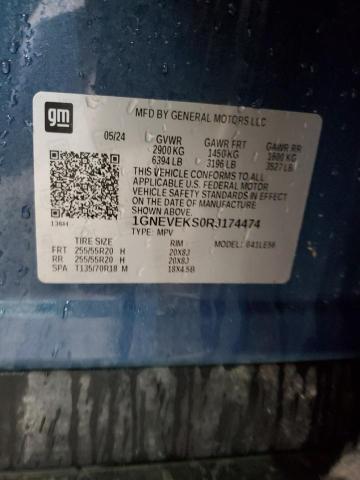 gm
MFD BY GENERAL MOTORS LLC
05/24 GVWR GAWR FRT GAWR RR
2900 KG 1450 KG 1600 KG
6394 LB 3196 LB 3527 LB
THIS VEHICLE CONFORMS TO ALL
APPLICABLE U.S. FEDERAL MOTOR
VEHICLE SAFETY STANDARDS IN EFFECT
ON THE DATE OF MANUFACTURE
SHOWN ABOVE.
1GNEVEKS0RJ174474
TYPE: MPV MODEL:
TIRE SIZE RIM
FRT 255/55R20 H 20X8J
RR 255/55R20 H 20X8J
SPA T135/70R18 M 18X4.5B